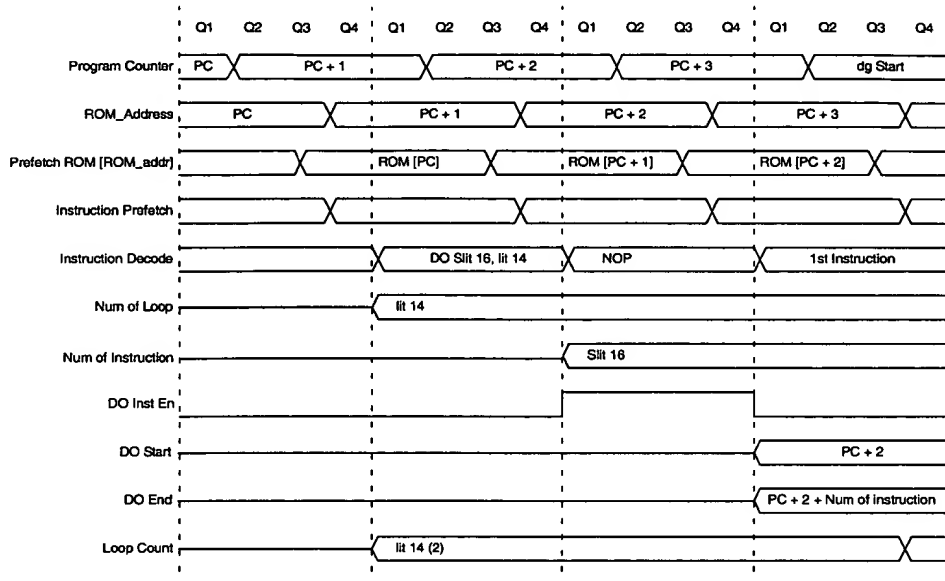 Q1 Q2 Q3 Q4 Q1 Q2 Q3 Q4 Q1 Q2 Q3 Q4 Q1 Q2 Q3 Q4
Program Counter PC PC + 1 PC + 2 PC + 3 dg Start
ROM_Address PC PC + 1 PC + 2 PC + 3
Prefetch ROM [ROM_addr] ROM [PC] ROM [PC + 1] ROM [PC + 2]
Instruction Prefetch
Instruction Decode DO Slit 16, lit 14 NOP 1st Instruction
Num of Loop lit 14
Num of Instruction Slit 16
DO Inst En
DO Start PC + 2
DO End PC + 2 + Num of instruction
Loop Count lit 14 (2)